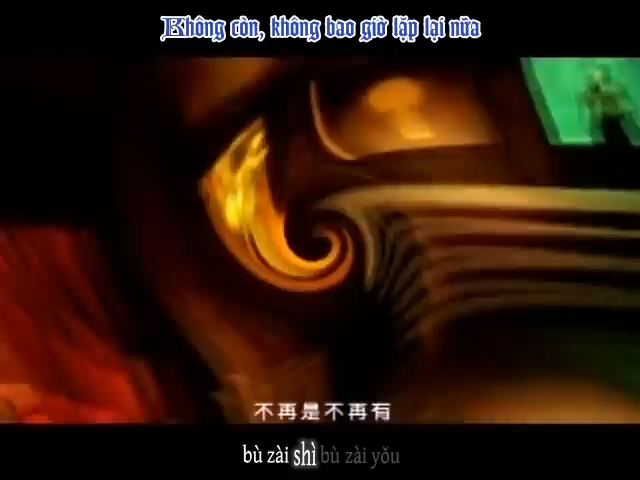 Không còn, không bao giờ lặp lại nữa
不再是不再有
bù zài shì bù zài yǒu